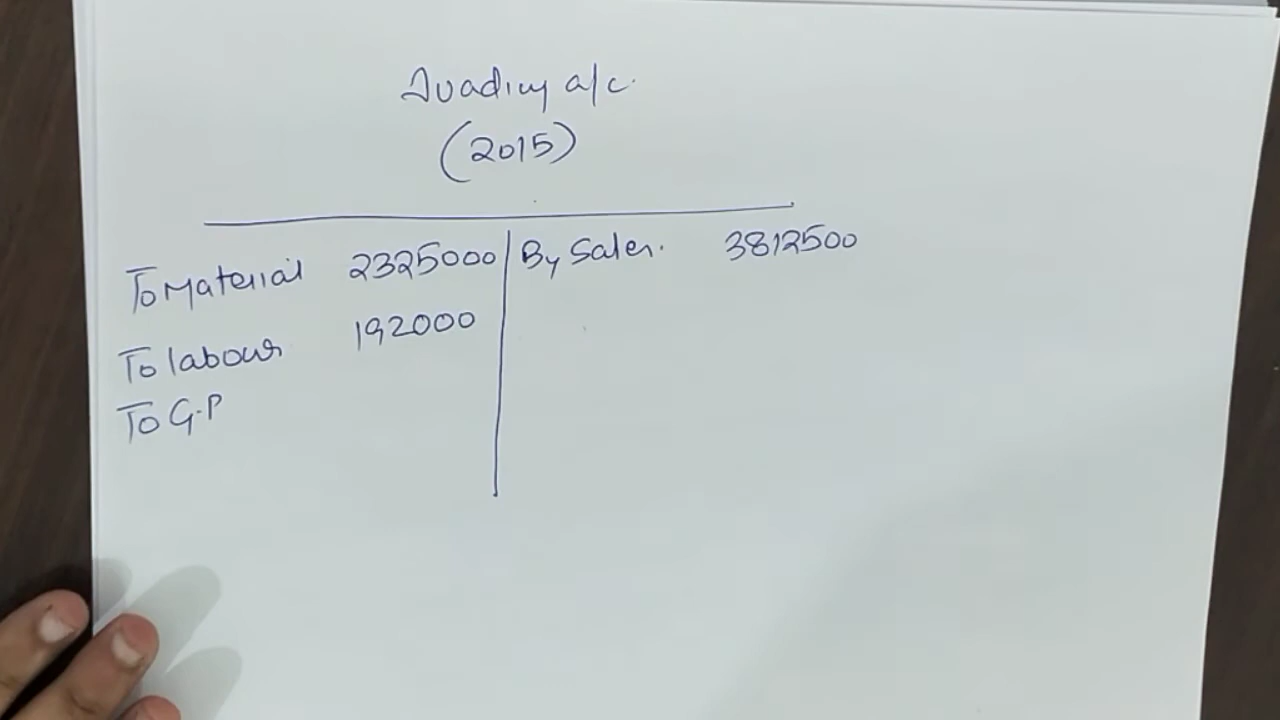 Trading a/c.
(2015)
To Material 2325000 By Sales. 3812500
To labour 192000
To G.P